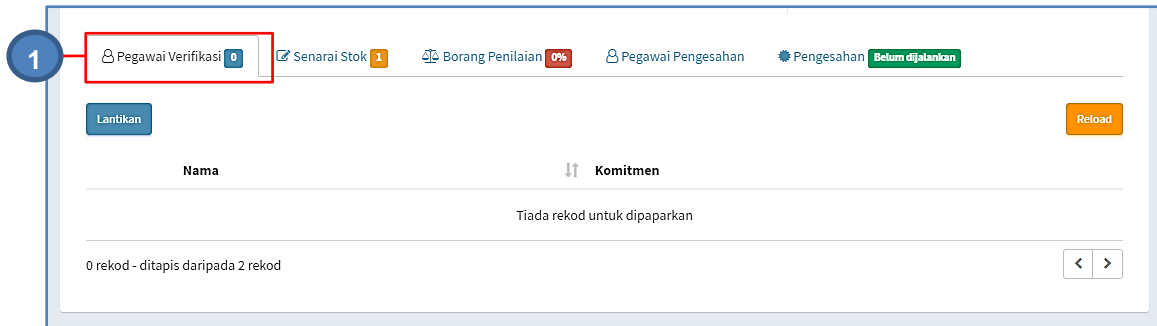 1
Pegawai Verifikasi 0 Senarai Stok 1 Borang Penilaian 0% Pegawai Pengesahan Pengesahan Belum dijalankan
Lantikan Reload
Nama Komitmen
Tiada rekod untuk dipaparkan
0 rekod - ditapis daripada 2 rekod